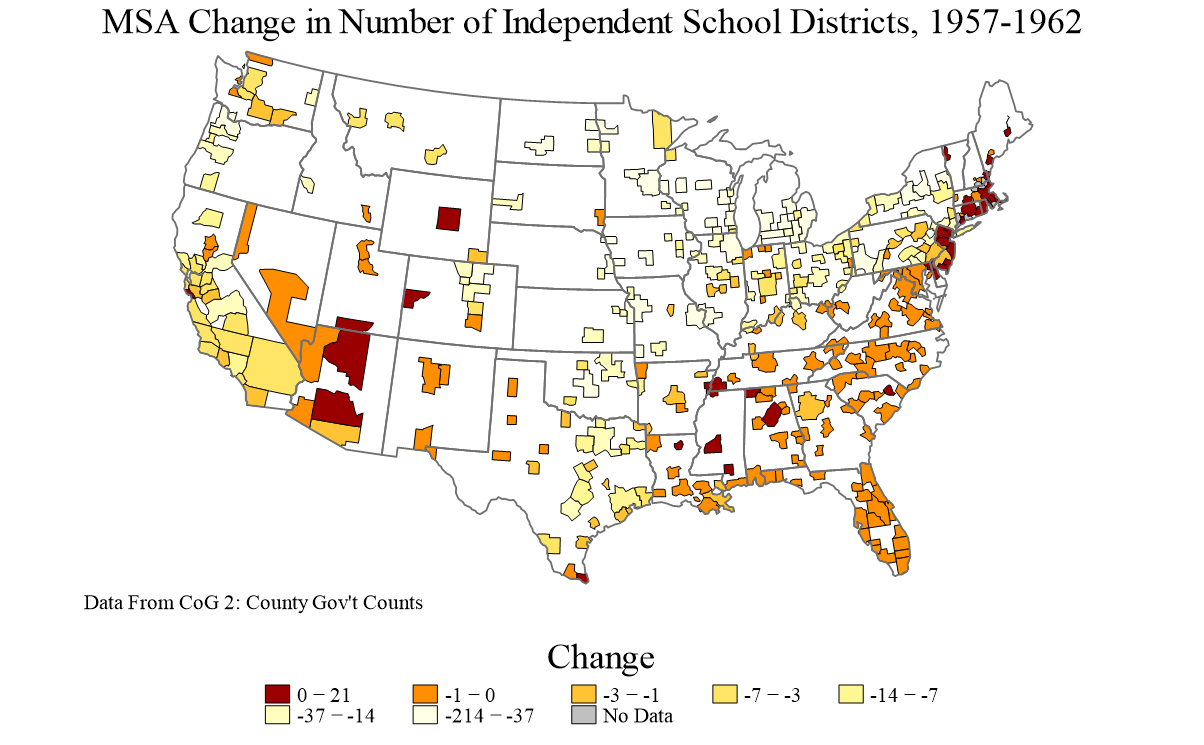 MSA Change in Number of Independent School Districts, 1957-1962
Data From CoG 2: County Gov't Counts
Change
0 − 21
-1 − 0
-3 − -1
-7 − -3
-14 − -7
-37 − -14
-214 − -37
No Data